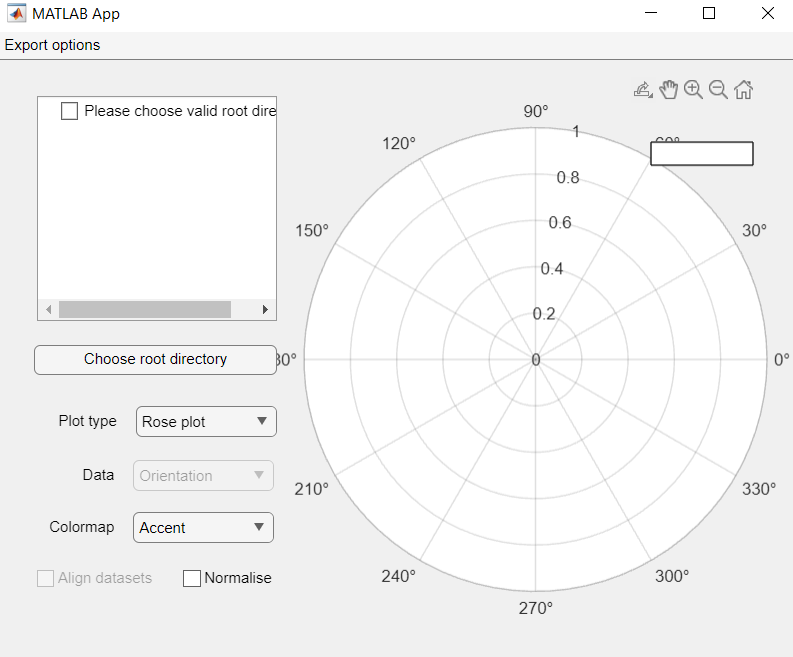 MATLAB App
Export options
Please choose valid root dire
Choose root directory
Plot type
Rose plot
Data
Orientation
Colormap
Accent
Align datasets
Normalise
90°
120°
1
0.8
150°
30°
0.6
0.4
0.2
0
80°
0°
210°
330°
240°
300°
270°